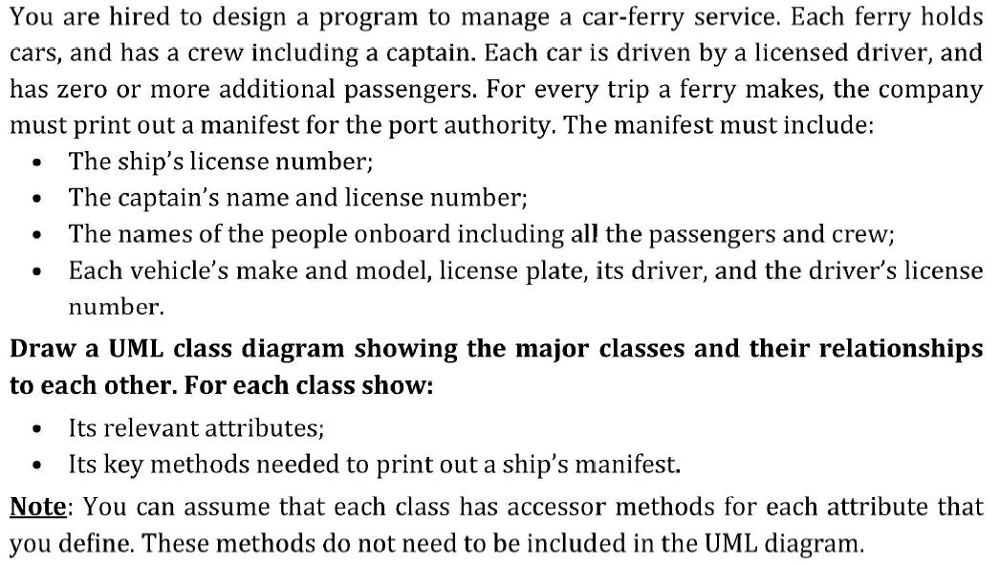 You are hired to design a program to manage a car-ferry service. Each ferry holds
cars, and has a crew including a captain. Each car is driven by a licensed driver, and
has zero or more additional passengers. For every trip a ferry makes, the company
must print out a manifest for the port authority. The manifest must include:
• The ship's license number;
• The captain's name and license number;
• The names of the people onboard including all the passengers and crew;
• Each vehicle's make and model, license plate, its driver, and the driver's license
number.
Draw a UML class diagram showing the major classes and their relationships
to each other. For each class show:
• Its relevant attributes;
• Its key methods needed to print out a ship's manifest.
Note: You can assume that each class has accessor methods for each attribute that
you define. These methods do not need to be included in the UML diagram.